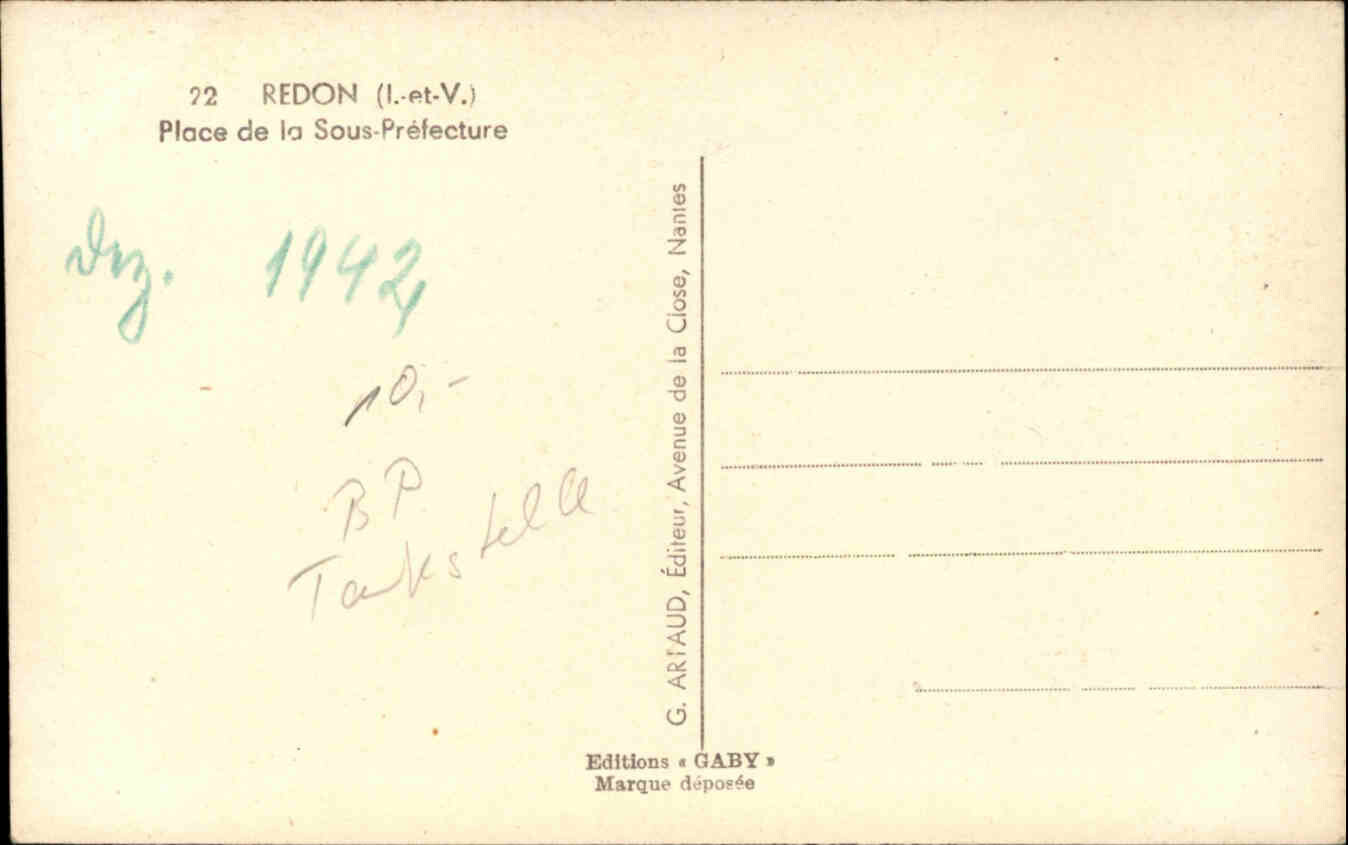 22 REDON (I.-et-V.)
Place de la Sous-Préfecture
Dez. 1942
10,-
BP
Tankstelle
G. ARTAUD, Éditeur, Avenue de la Close, Nantes
Editions « GABY »
Marque déposée